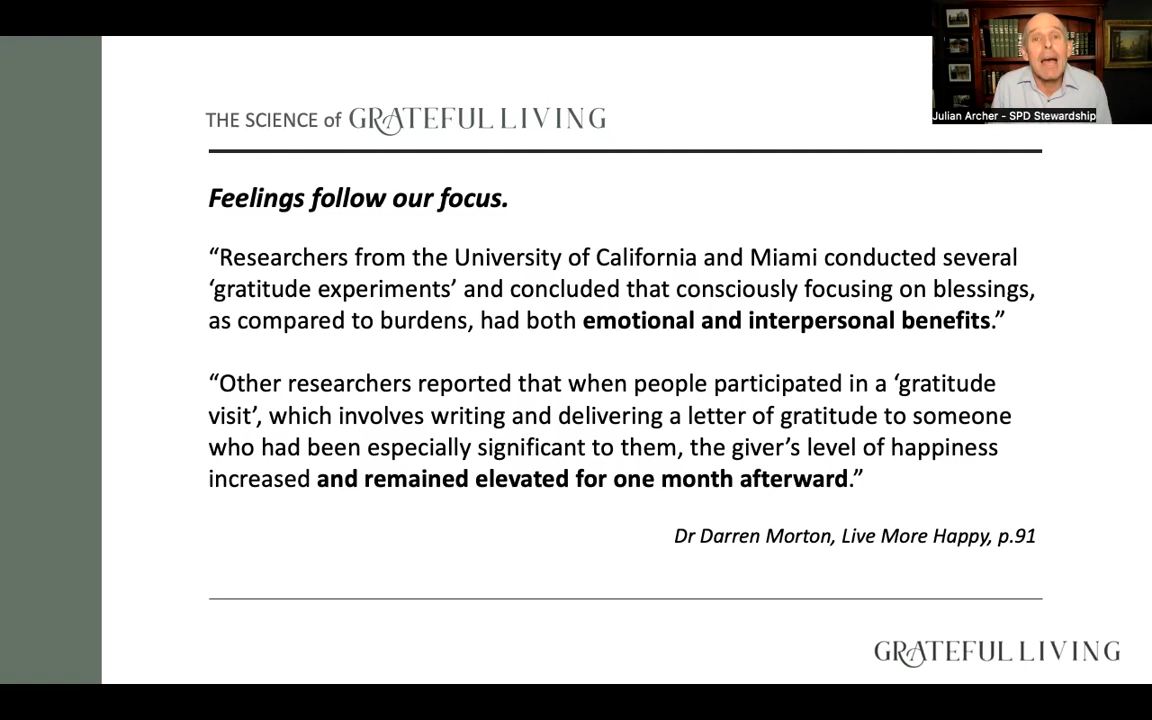 Julian Archer - SPD Stewardship
THE SCIENCE of GRATEFUL LIVING
Feelings follow our focus.
“Researchers from the University of California and Miami conducted several
‘gratitude experiments’ and concluded that consciously focusing on blessings,
as compared to burdens, had both emotional and interpersonal benefits.”
“Other researchers reported that when people participated in a ‘gratitude
visit’, which involves writing and delivering a letter of gratitude to someone
who had been especially significant to them, the giver’s level of happiness
increased and remained elevated for one month afterward.”
Dr Darren Morton, Live More Happy, p.91
GRATEFUL LIVING